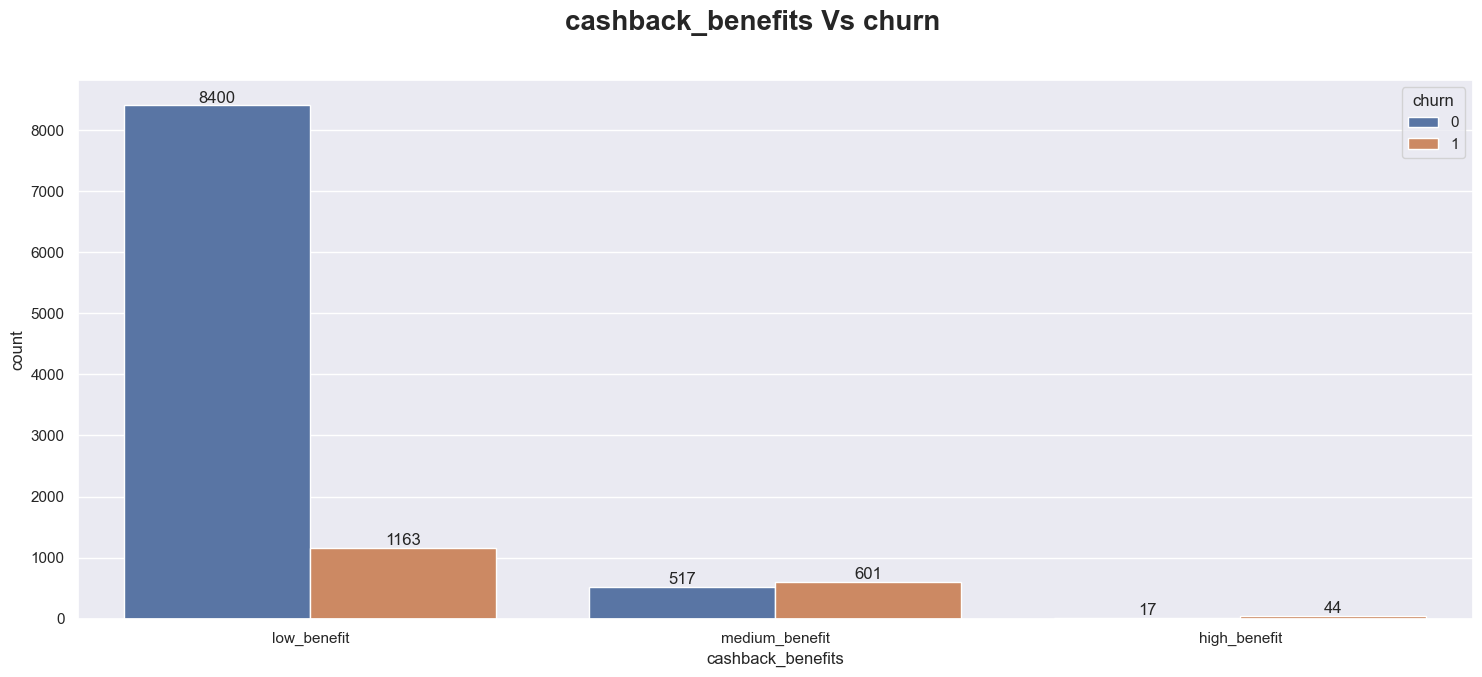 cashback_benefits Vs churn
churn
0
1
8400
1163
517
601
17
44
8000
7000
6000
5000
4000
3000
2000
1000
0
count
low_benefit
medium_benefit
high_benefit
cashback_benefits